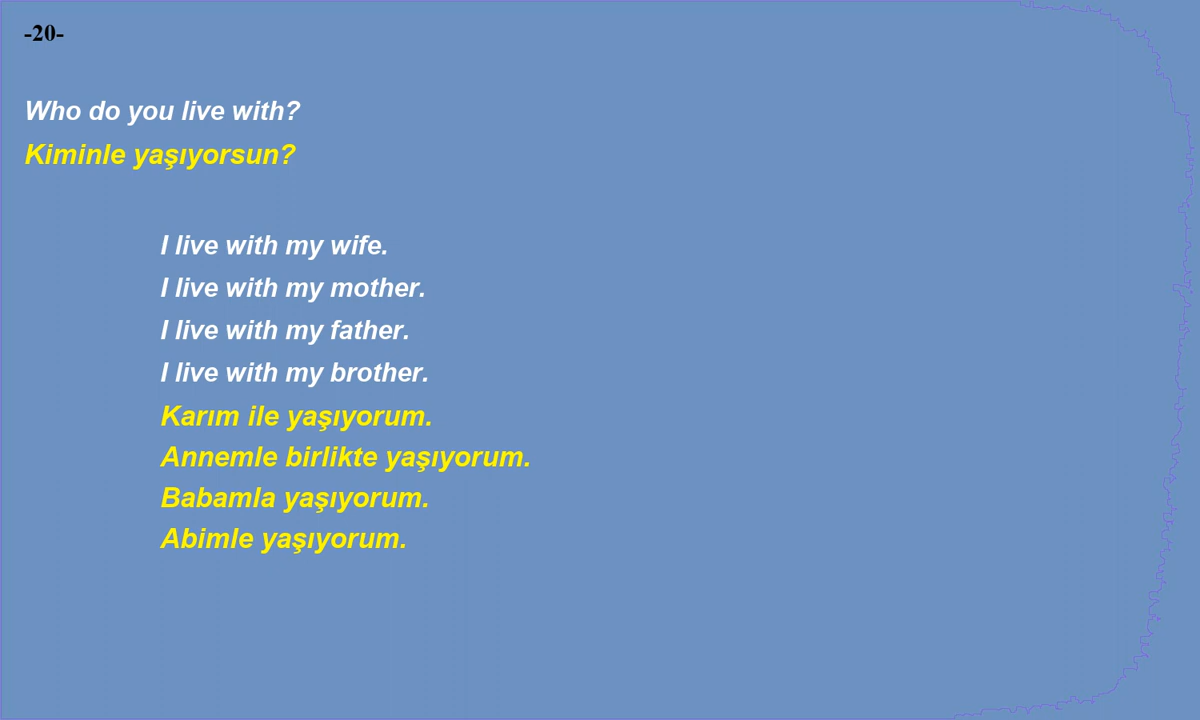 -20-
Who do you live with?
Kiminle yaşıyorsun?
I live with my wife.
I live with my mother.
I live with my father.
I live with my brother.
Karım ile yaşıyorum.
Annemle birlikte yaşıyorum.
Babamla yaşıyorum.
Abimle yaşıyorum.